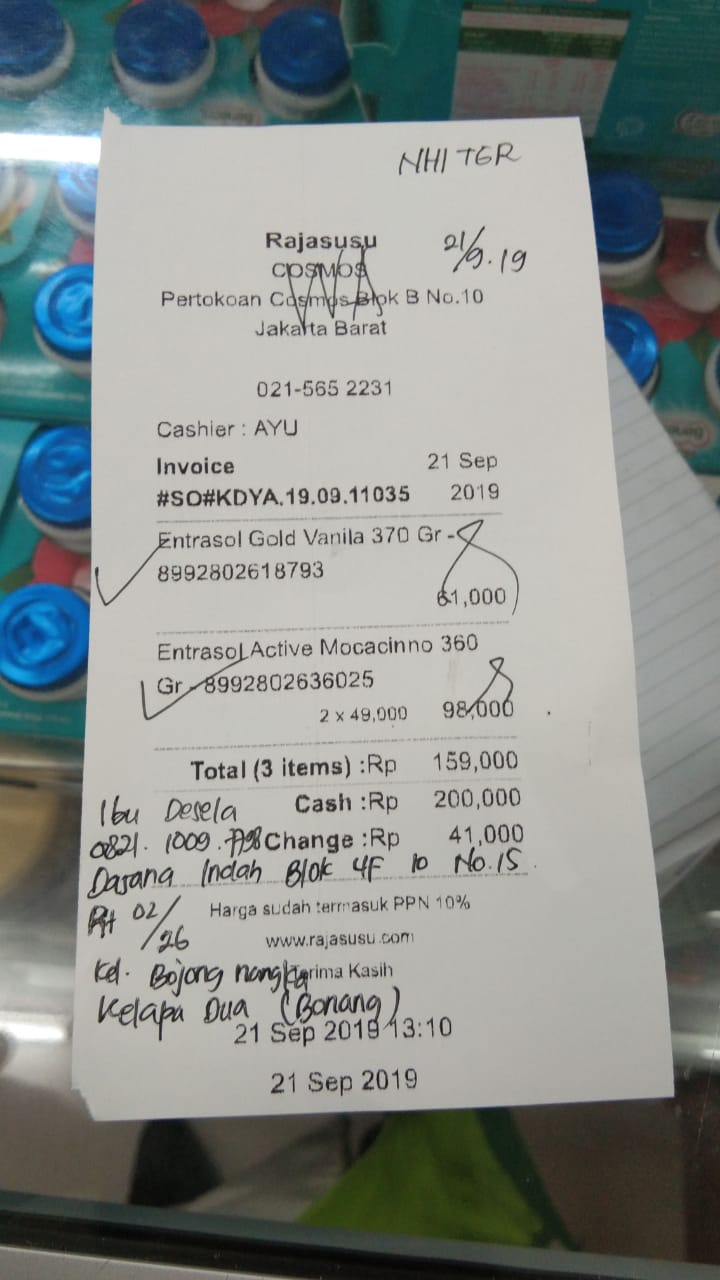 NHI TGR
Rajasusu
21/9.19
COSMOS
Pertokoan Cosmos Blok B No.10
Jakarta Barat
021-565 2231
Cashier : AYU
Invoice 21 Sep
#SO#KDYA.19.09.11035 2019
Entrasol Gold Vanila 370 Gr -
8992802618793
61,000
Entrasol Active Mocacinno 360
Gr - 8992802636025
2 x 49,000 98,000
Total (3 items) :Rp 159,000
Cash :Rp 200,000
Ibu Desela
Change :Rp 41,000
0821. 1009.
Dasana Indah Blok 4F 10 No.15
Rt 02/26
Harga sudah termasuk PPN 10%
www.rajasusu.com
Terima Kasih
Kel. Bojong nangka
Kelapa Dua (Bonang)
21 Sep 2019 13:10
21 Sep 2019